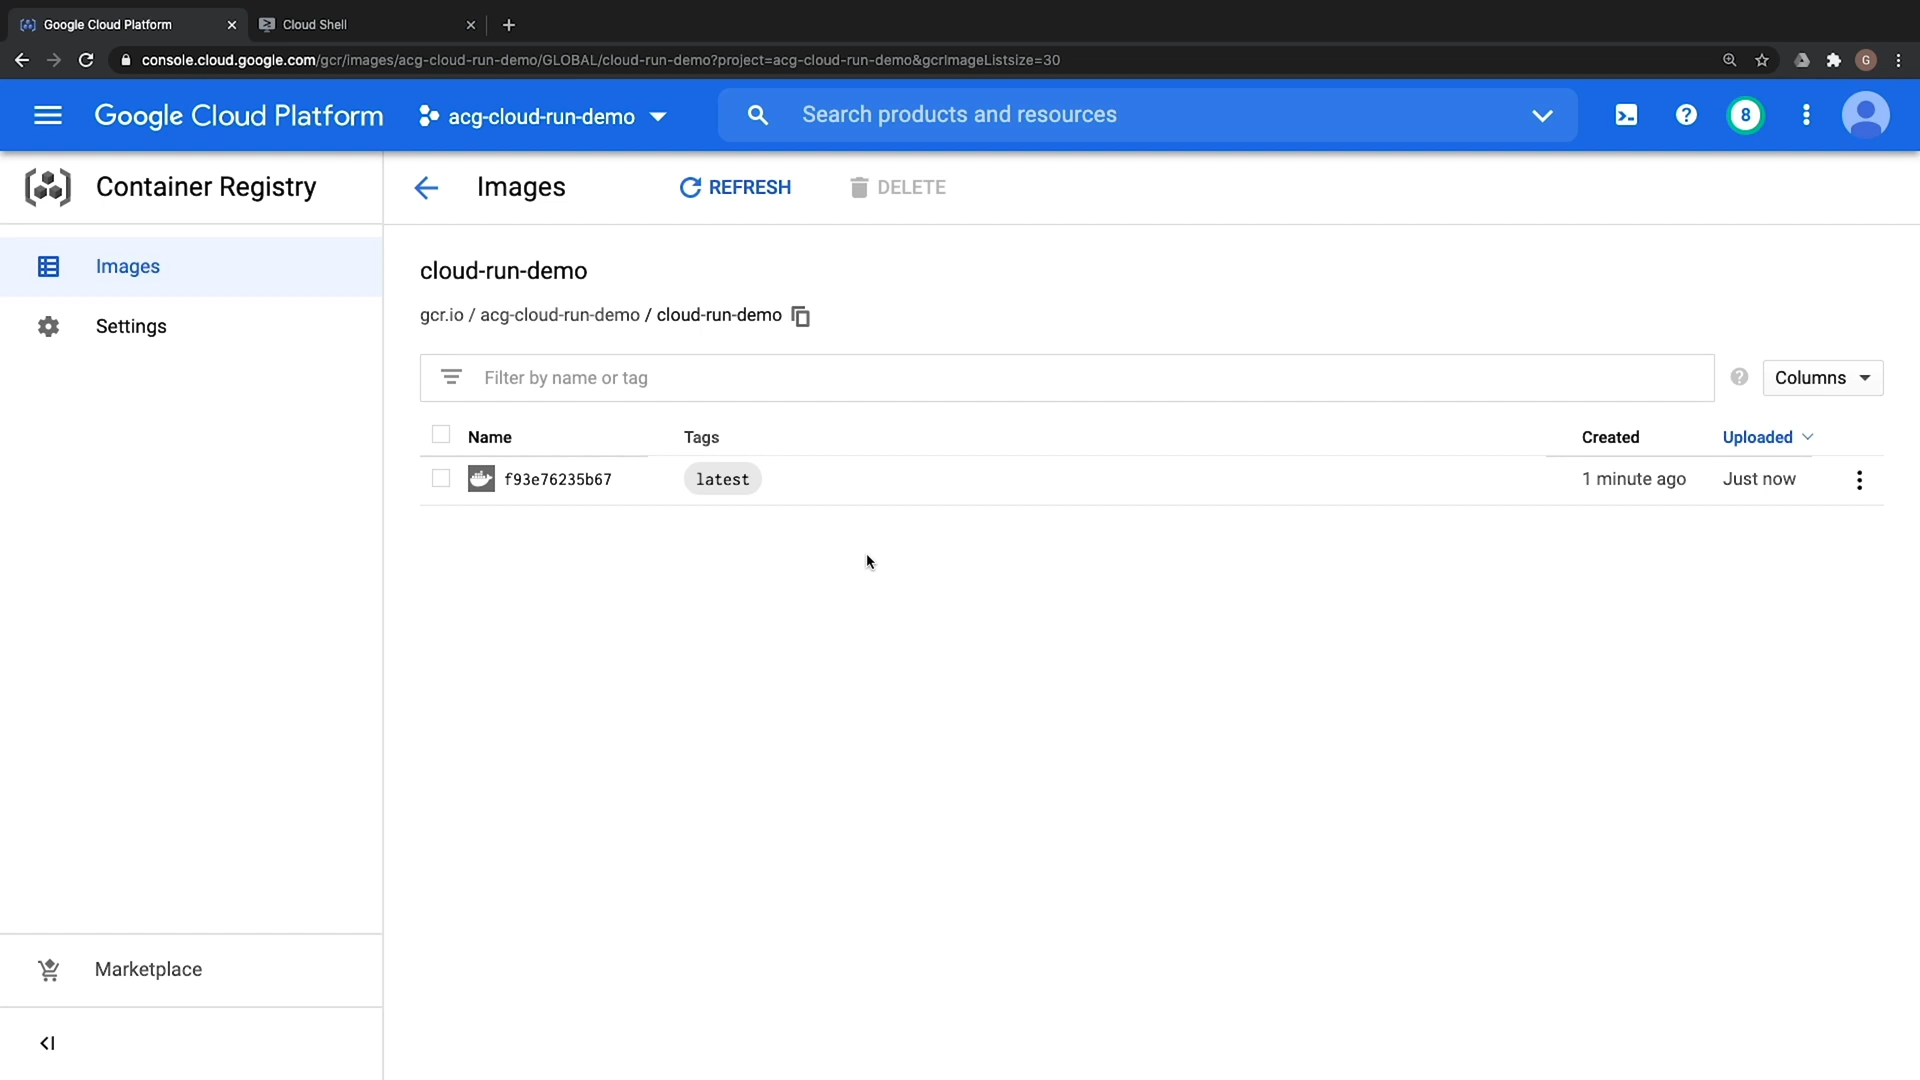 Google Cloud Platform
Cloud Shell
console.cloud.google.com/gcr/images/acg-cloud-run-demo/GLOBAL/cloud-run-demo?project=acg-cloud-run-demo&gcrImageListsize=30
G
Google Cloud Platform
acg-cloud-run-demo
Search products and resources
8
Container Registry
Images
REFRESH
DELETE
Images
Settings
cloud-run-demo
gcr.io / acg-cloud-run-demo / cloud-run-demo
Filter by name or tag
Columns
Name Tags Created Uploaded
f93e76235b67 latest 1 minute ago Just now
Marketplace